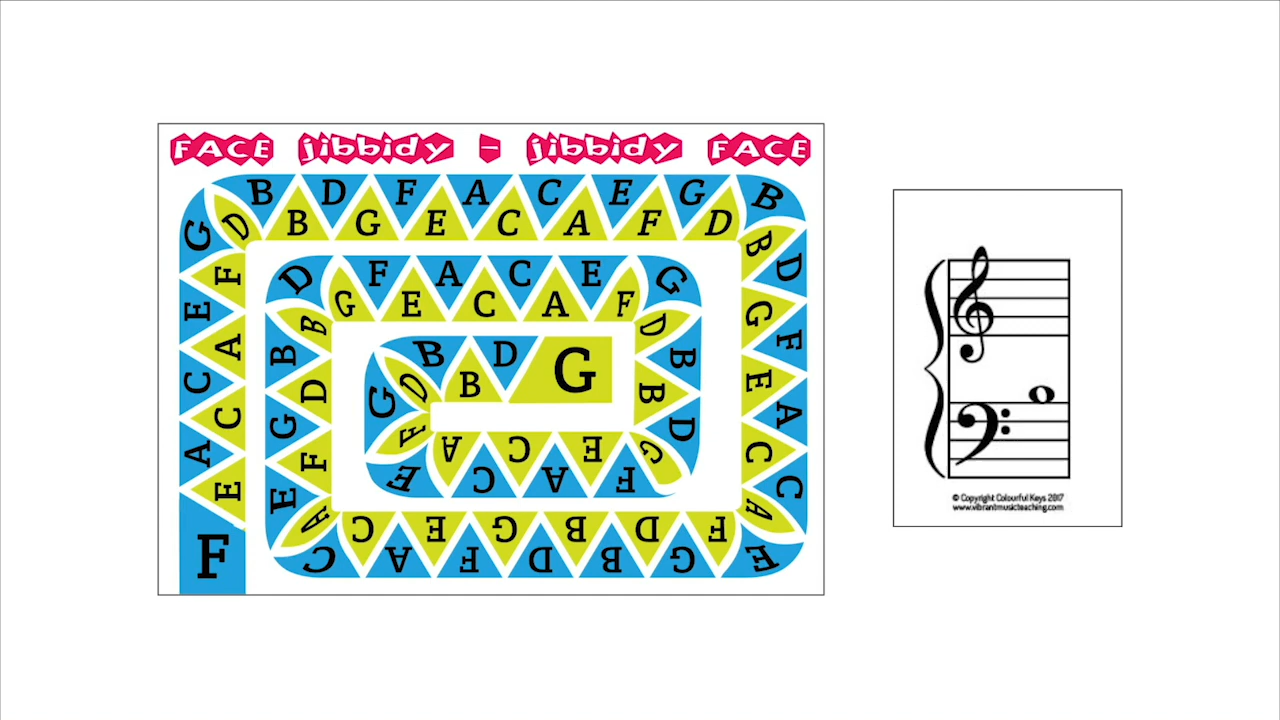 FACE jibbidy – jibbidy FACE
B D F A C E G B
G D B G E C A F D B D
F G
E F
A E
C A
C C
A A
E
F
D F A C E G
B G E C A F D
B B
D B
G D
F G
E
A
B D G
G D B
F
A C E
E C A F
C E G B D F
C A F D B G E
© Copyright Colourful Keys 2017
www.vibrantmusicteaching.com